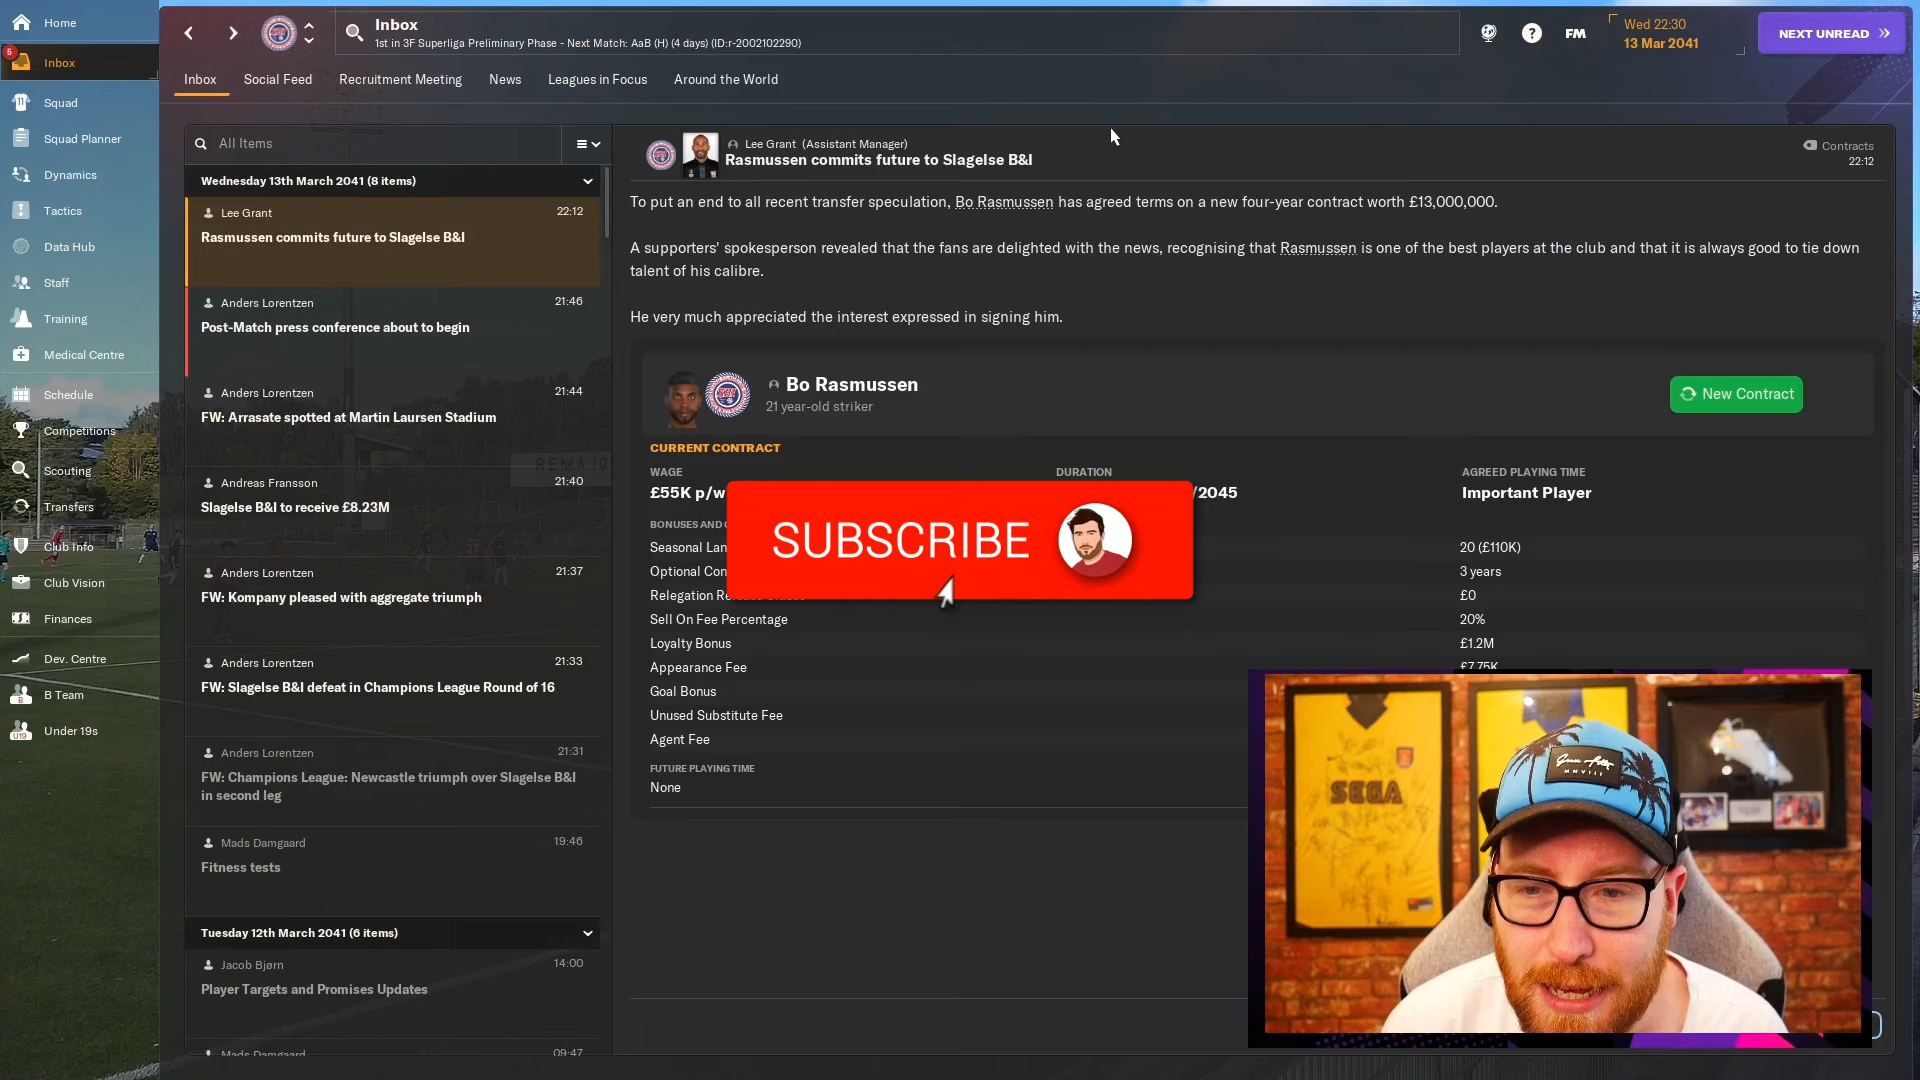 Home
Inbox
Squad
Squad Planner
Dynamics
Tactics
Data Hub
Staff
Training
Medical Centre
Schedule
Competitions
Scouting
Transfers
Club Info
Club Vision
Finances
Dev. Centre
B Team
Under 19s
Inbox
1st in 3F Superliga Preliminary Phase - Next Match: AaB (H) (4 days) (ID:r-2002102290)
FM
Wed 22:30
13 Mar 2041
NEXT UNREAD
Inbox Social Feed Recruitment Meeting News Leagues in Focus Around the World
All Items
Wednesday 13th March 2041 (8 items)
Lee Grant 22:12
Rasmussen commits future to Slagelse B&I
Anders Lorentzen 21:46
Post-Match press conference about to begin
Anders Lorentzen 21:44
FW: Arrasate spotted at Martin Laursen Stadium
REMA 10
Andreas Fransson 21:40
Slagelse B&I to receive £8.23M
Anders Lorentzen 21:37
FW: Kompany pleased with aggregate triumph
Anders Lorentzen 21:33
FW: Slagelse B&I defeat in Champions League Round of 16
Anders Lorentzen 21:31
FW: Champions League: Newcastle triumph over Slagelse B&I
in second leg
Mads Damgaard 19:46
Fitness tests
Tuesday 12th March 2041 (6 items)
Jacob Bjørn 14:00
Player Targets and Promises Updates
Mads Damgaard 09:47
Lee Grant (Assistant Manager)
Rasmussen commits future to Slagelse B&I
Contracts
22:12
To put an end to all recent transfer speculation, Bo Rasmussen has agreed terms on a new four-year contract worth £13,000,000.
A supporters' spokesperson revealed that the fans are delighted with the news, recognising that Rasmussen is one of the best players at the club and that it is always good to tie down
talent of his calibre.
He very much appreciated the interest expressed in signing him.
Bo Rasmussen
21 year-old striker
New Contract
CURRENT CONTRACT
WAGE DURATION AGREED PLAYING TIME
£55K p/w /2045 Important Player
BONUSES AND
Seasonal Lan 20 (£110K)
Optional Con 3 years
Relegation R £0
Sell On Fee Percentage 20%
Loyalty Bonus £1.2M
Appearance Fee £7.75K
Goal Bonus
Unused Substitute Fee
Agent Fee
FUTURE PLAYING TIME
None
SUBSCRIBE
SEGA